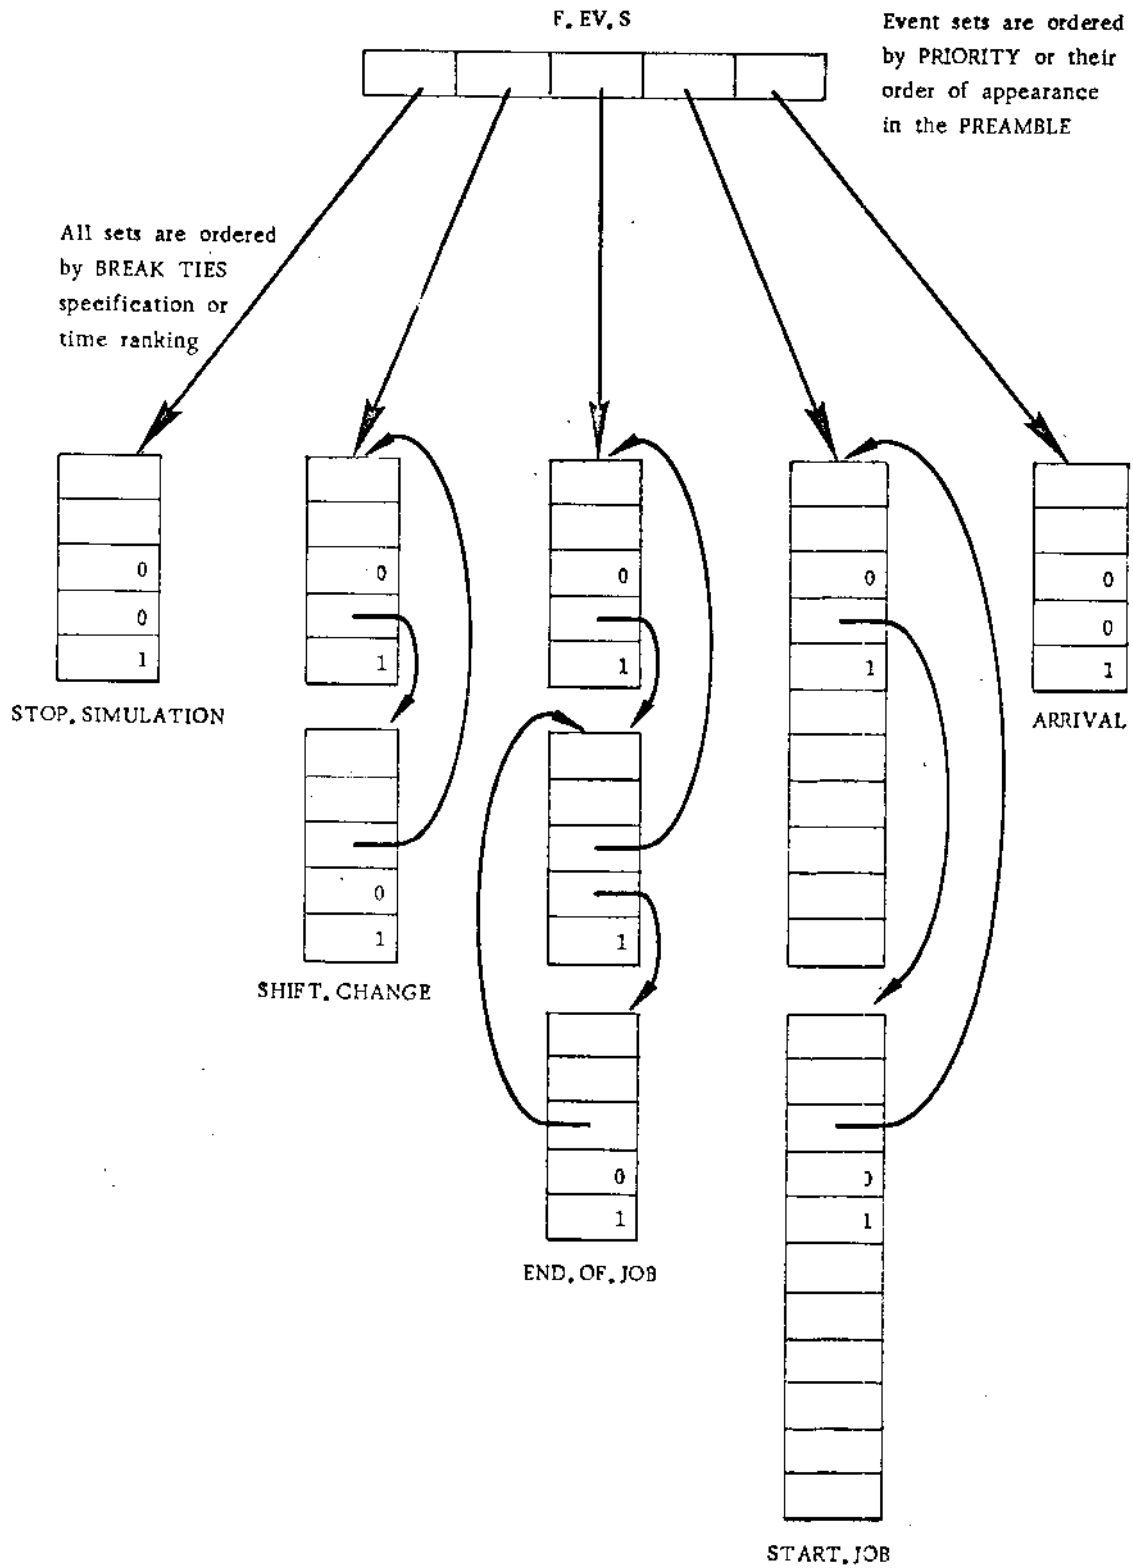 F.EV.S
Event sets are ordered
by PRIORITY or their
order of appearance
in the PREAMBLE
All sets are ordered
by BREAK TIES
specification or
time ranking
0
0
1
STOP.SIMULATION
0
1
0
1
SHIFT.CHANGE
0
1
1
0
1
END.OF.JOB
0
1
1
START.JOB
0
0
1
ARRIVAL